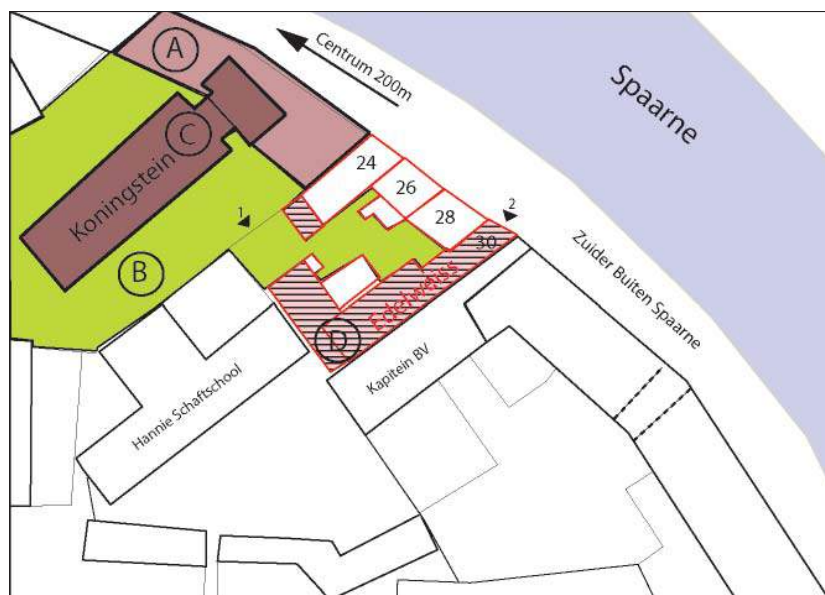 A
Centrum 200m
Spaarne
C
Koningstein
24
26
28
1
2
30
Zuider Buiten Spaarne
B
Edelweiss
D
Kapitein BV
Hannie Schaftschool